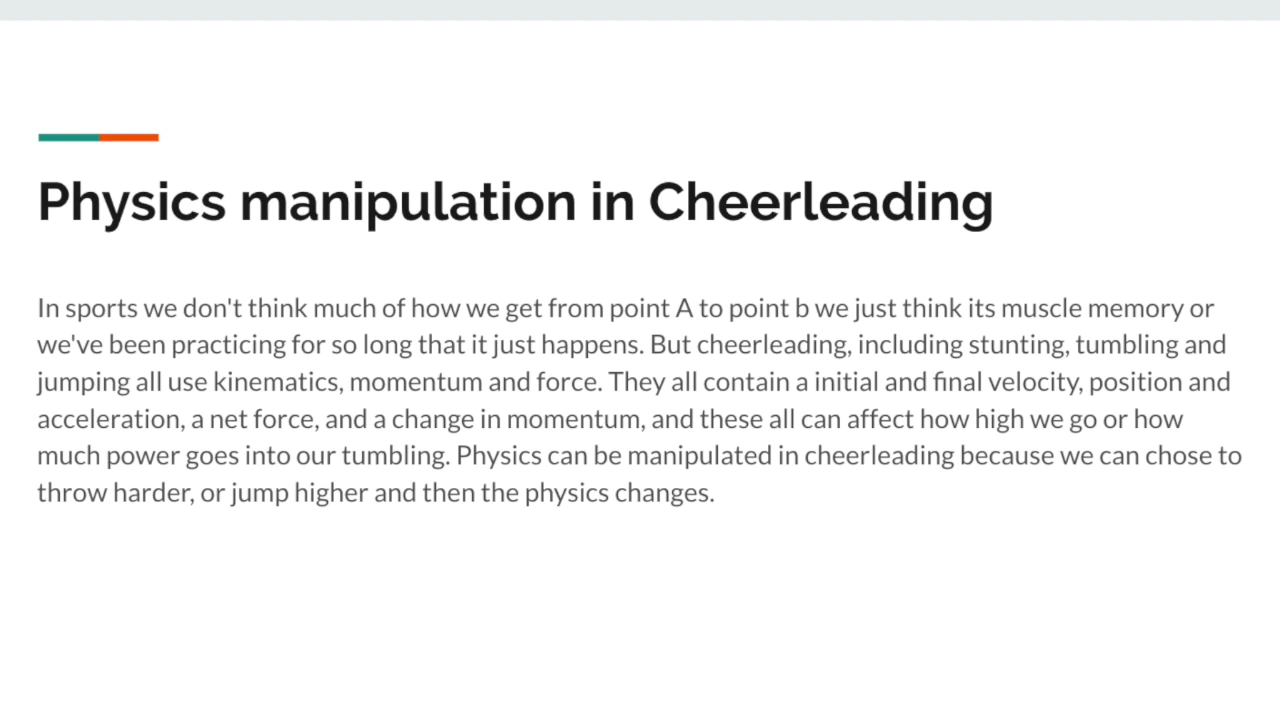 Physics manipulation in Cheerleading
In sports we don't think much of how we get from point A to point b we just think its muscle memory or
we've been practicing for so long that it just happens. But cheerleading, including stunting, tumbling and
jumping all use kinematics, momentum and force. They all contain a initial and final velocity, position and
acceleration, a net force, and a change in momentum, and these all can affect how high we go or how
much power goes into our tumbling. Physics can be manipulated in cheerleading because we can chose to
throw harder, or jump higher and then the physics changes.